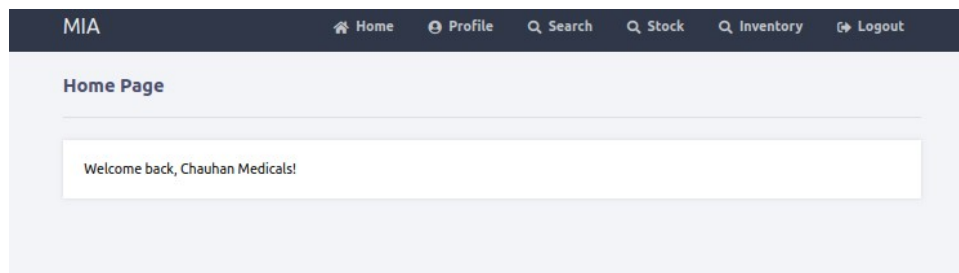 MIA Home Profile Search Stock Inventory Logout
Home Page
Welcome back, Chauhan Medicals!